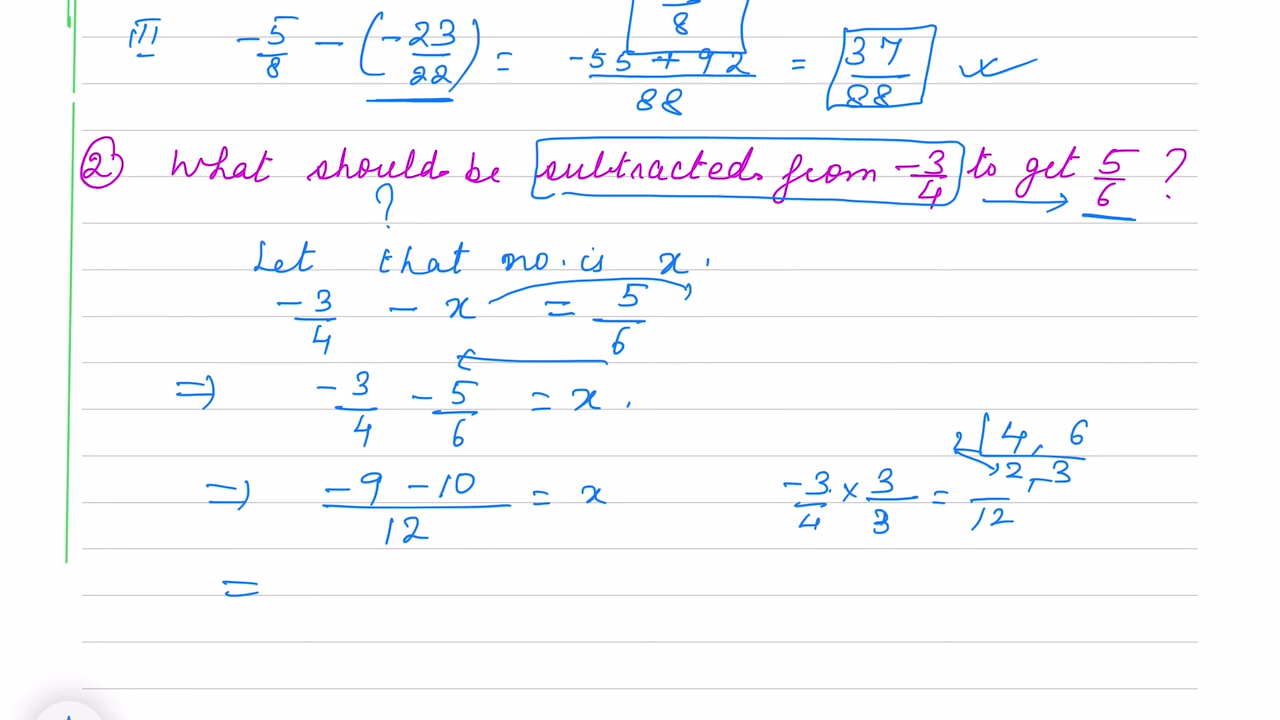 8
III -5/8 - (-23/22) = -55+92/88 = 37/88
② What should be subtracted from -3/4 to get 5/6 ?
?
Let that no. is x.
-3/4 - x = 5/6
⇒ -3/4 - 5/6 = x.
2 4, 6
2, 3
⇒ -9 -10/12 = x
-3/4 × 3/3 = /12
=